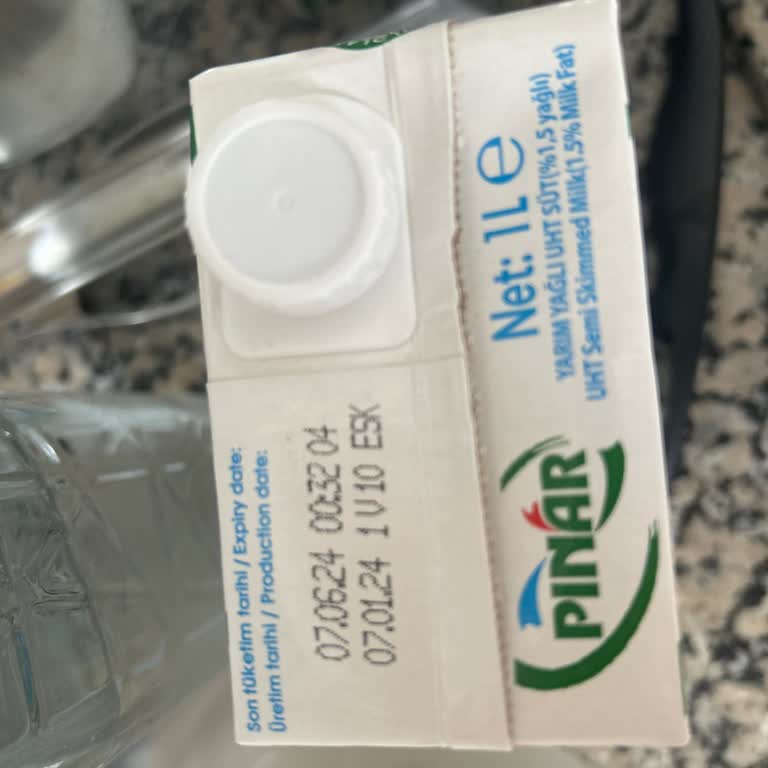 Son tüketim tarihi / Expiry date:
Üretim tarihi / Production date:
07.06.24 00:32 04
07.01.24 1 U 10 ESK
PINAR
Net: 1L e
YARIM YAĞLI UHT SÜT(%1,5 yağlı)
UHT Semi Skimmed Milk(1.5% Milk Fat)